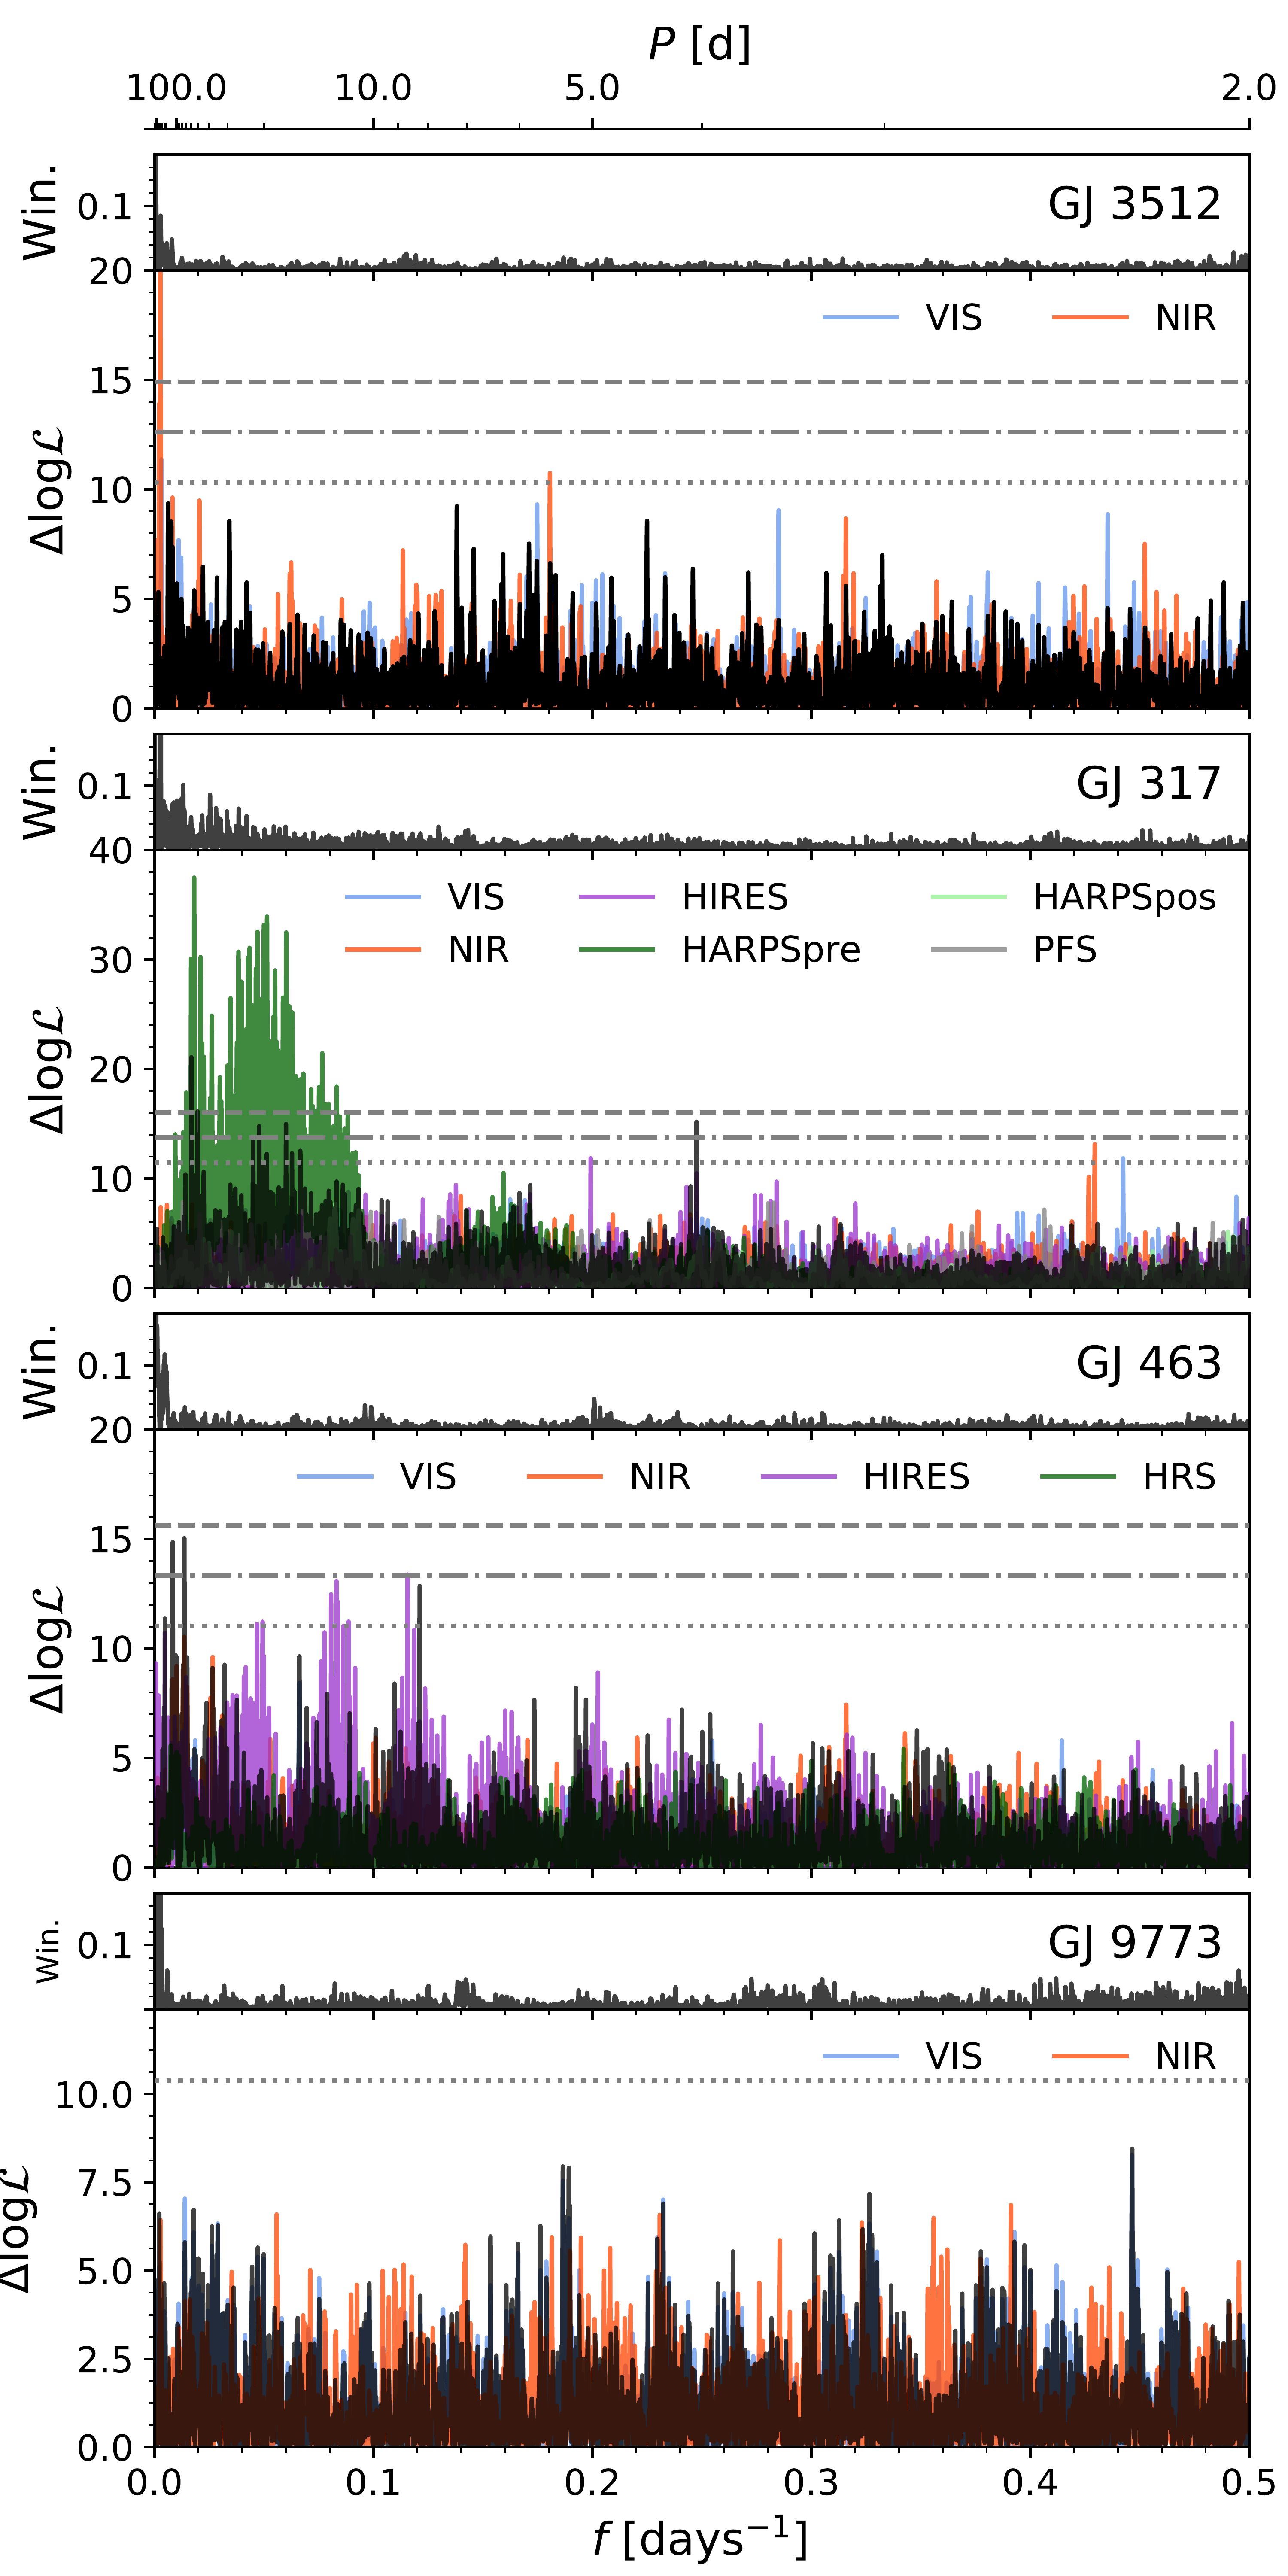 P [d]
100.0 10.0 5.0 2.0
Win.
0.1
GJ 3512
20
VIS NIR
15
10
5
0
Δlogℒ
Win.
0.1
GJ 317
40
VIS HIRES HARPSpos
NIR HARPSpre PFS
30
20
10
0
Δlogℒ
Win.
0.1
GJ 463
20
VIS NIR HIRES HRS
15
10
5
0
Δlogℒ
Win.
0.1
GJ 9773
VIS NIR
10.0
7.5
5.0
2.5
0.0
Δlogℒ
0.0 0.1 0.2 0.3 0.4 0.5
f [days⁻¹]